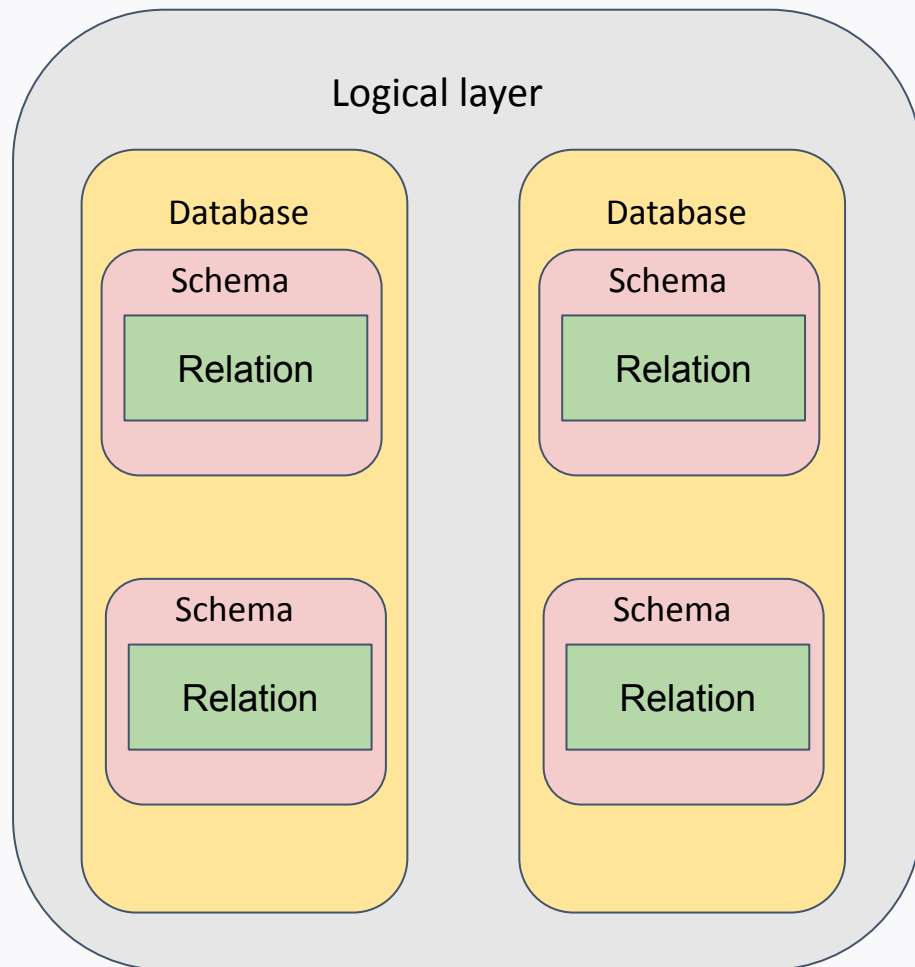 Logical layer
Database
Schema
Relation
Schema
Relation
Database
Schema
Relation
Schema
Relation